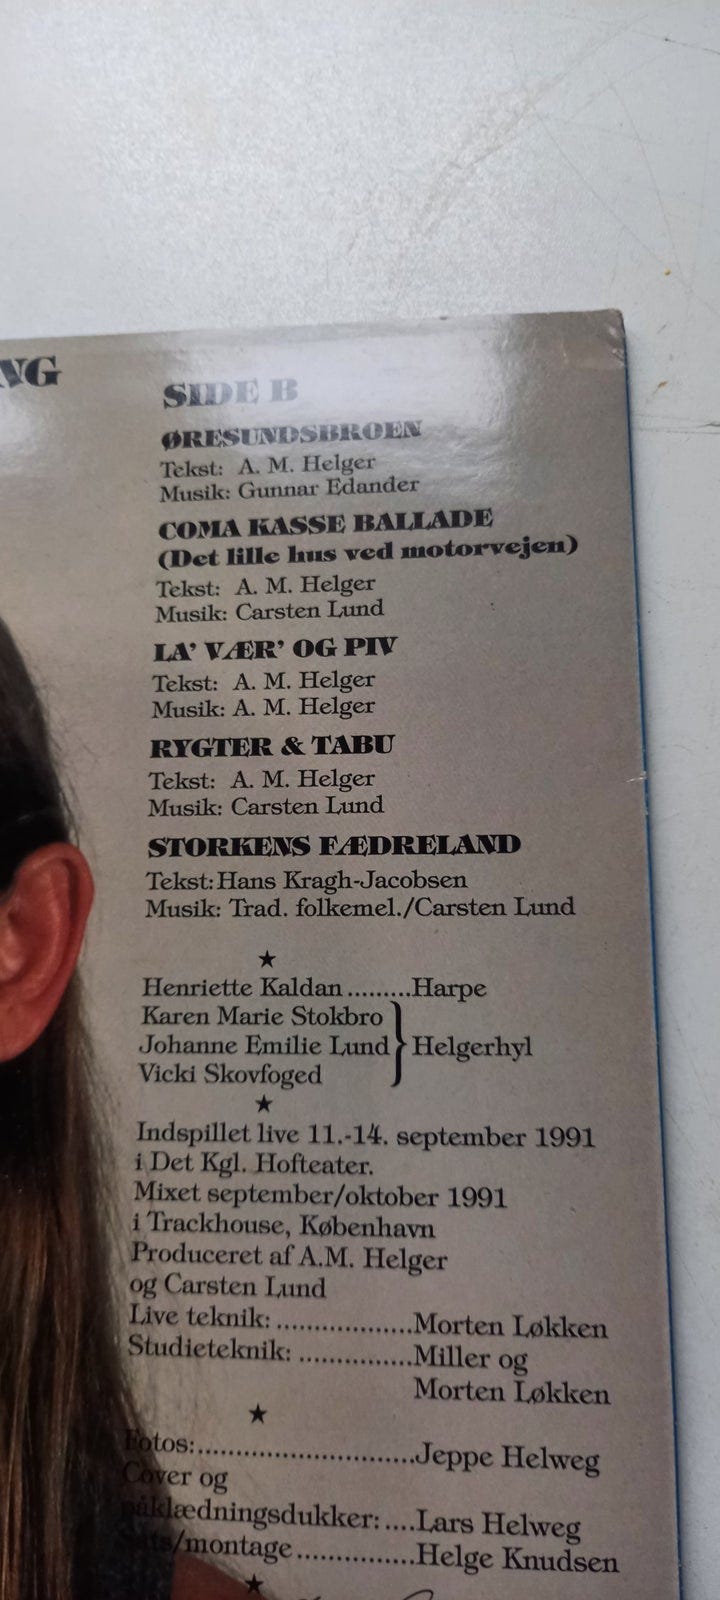 NG
SIDE B
ØRESUNDSBROEN
Tekst: A. M. Helger
Musik: Gunnar Edander
COMA KASSE BALLADE
(Det lille hus ved motorvejen)
Tekst: A. M. Helger
Musik: Carsten Lund
LA' VÆR' OG PIV
Tekst: A. M. Helger
Musik: A. M. Helger
RYGTER & TABU
Tekst: A. M. Helger
Musik: Carsten Lund
STORKENS FÆDRELAND
Tekst: Hans Kragh-Jacobsen
Musik: Trad. folkemel./Carsten Lund
★
Henriette Kaldan.........Harpe
Karen Marie Stokbro
Johanne Emilie Lund } Helgerhyl
Vicki Skovfoged
★
Indspillet live 11.-14. september 1991
i Det Kgl. Hofteater.
Mixet september/oktober 1991
i Trackhouse, København
Produceret af A.M. Helger
og Carsten Lund
Live teknik: ..................Morten Løkken
Studieteknik: ...............Miller og
Morten Løkken
★
Fotos:............................Jeppe Helweg
Cover og
påklædningsdukker: ....Lars Helweg
Sats/montage...............Helge Knudsen
★